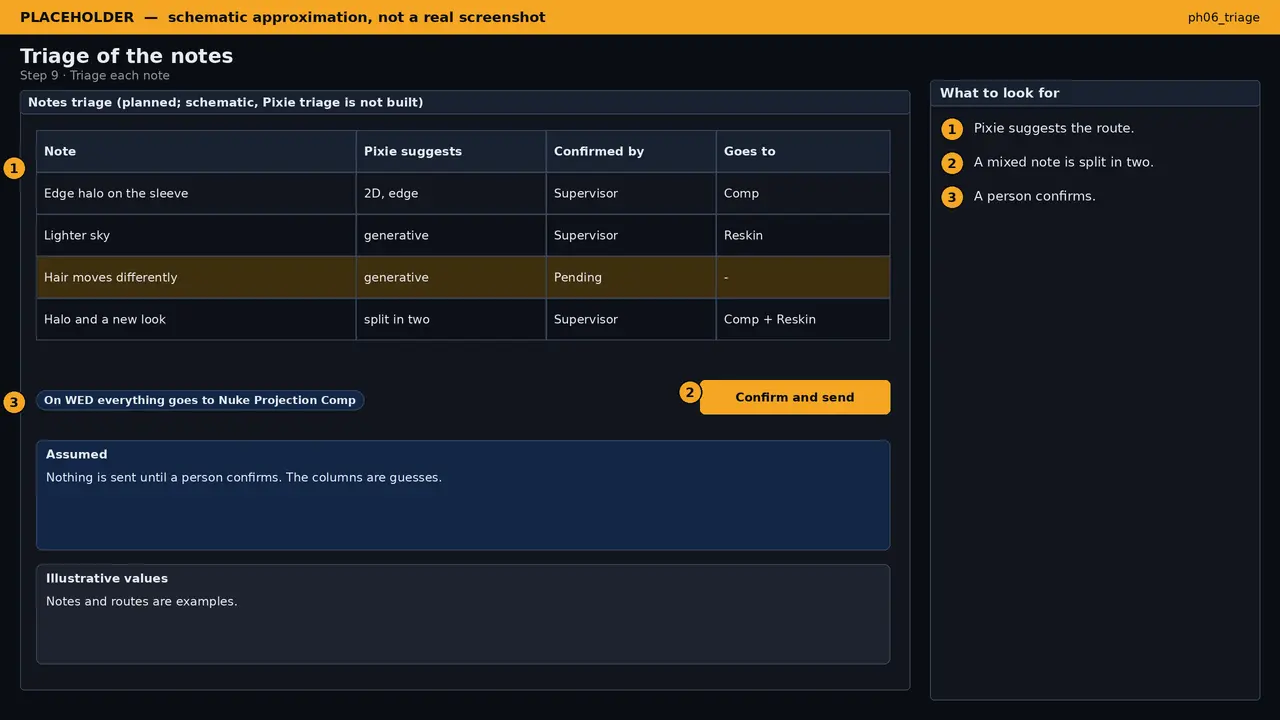 PLACEHOLDER — schematic approximation, not a real screenshot
ph06_triage
Triage of the notes
Step 9 · Triage each note
Notes triage (planned; schematic, Pixie triage is not built)
1
Note Pixie suggests Confirmed by Goes to
Edge halo on the sleeve 2D, edge Supervisor Comp
Lighter sky generative Supervisor Reskin
Hair moves differently generative Pending -
Halo and a new look split in two Supervisor Comp + Reskin
3 On WED everything goes to Nuke Projection Comp
2 Confirm and send
Assumed
Nothing is sent until a person confirms. The columns are guesses.
Illustrative values
Notes and routes are examples.
What to look for
1 Pixie suggests the route.
2 A mixed note is split in two.
3 A person confirms.